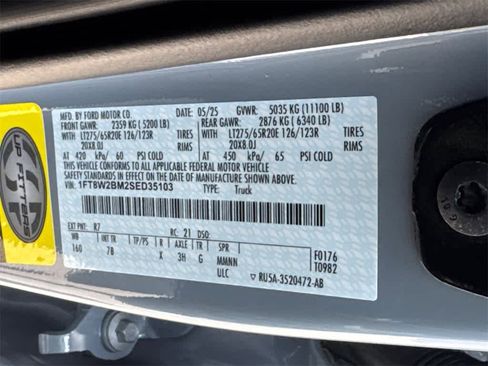 MFD. BY FORD MOTOR CO. DATE: 05/25 GVWR: 5035 KG (11100 LB)
FRONT GAWR: 2359 KG (5200 LB) REAR GAWR: 2876 KG (6340 LB)
WITH LT275/65R20E 126/123R TIRES WITH LT275/65R20E 126/123R TIRES
20X8.0J RIMS 20X8.0J RIMS
AT 420 kPa/ 60 PSI COLD AT 450 kPa/ 65 PSI COLD
THIS VEHICLE CONFORMS TO ALL APPLICABLE FEDERAL MOTOR VEHICLE
SAFETY STANDARDS IN EFFECT ON THE DATE OF MANUFACTURE SHOWN ABOVE.
VIN: 1FT8W2BM2SED35103 TYPE: Truck
EXT PNT: R7 RC: 21 DSO:
WB INT TR TP/PS R AXLE TR SPR F0176
160 7B X 3H G MMNN T0982
ULC ▽ RU5A-3520472-AB
UP FITTERS